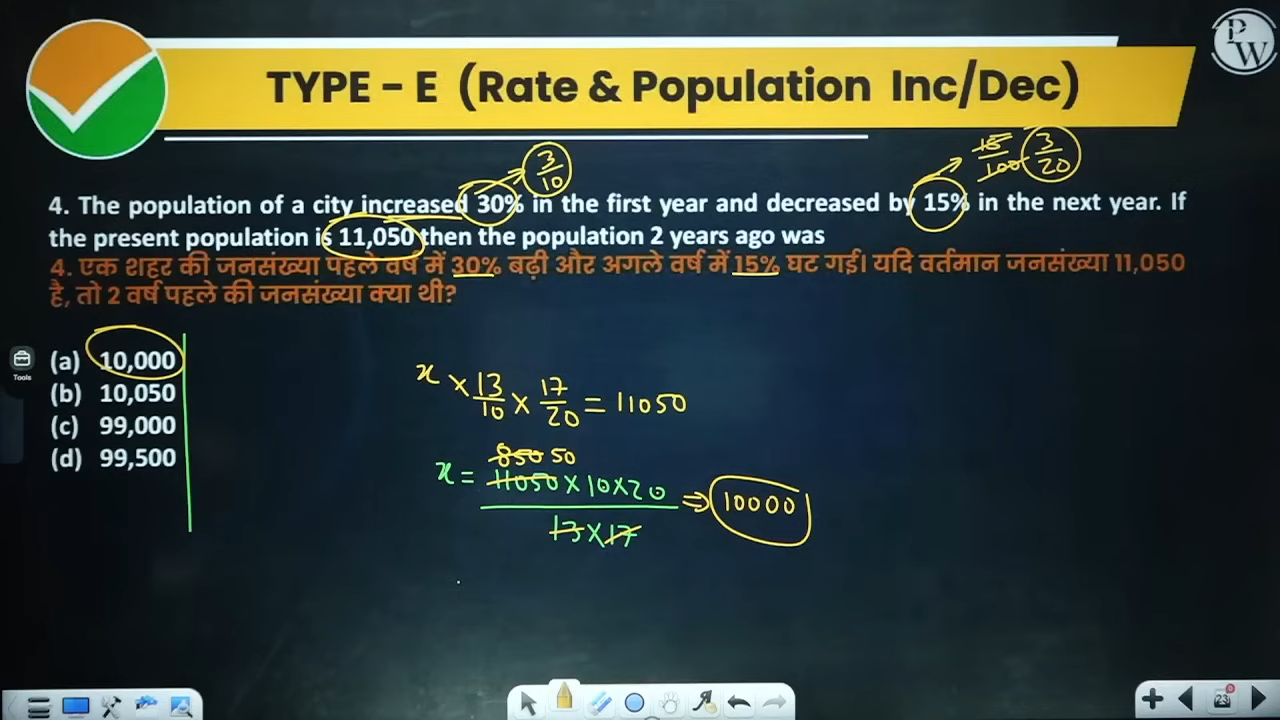 PW
TYPE - E (Rate & Population Inc/Dec)
3/10
15/100 3/20
4. The population of a city increased 30% in the first year and decreased by 15% in the next year. If
the present population is 11,050 then the population 2 years ago was
4. एक शहर की जनसंख्या पहले वर्ष में 30% बढ़ी और अगले वर्ष में 15% घट गई। यदि वर्तमान जनसंख्या 11,050
है, तो 2 वर्ष पहले की जनसंख्या क्या थी?
Tools
(a) 10,000
(b) 10,050
(c) 99,000
(d) 99,500
x × 13/10 × 17/20 = 11050
850 50
x = 11050 × 10 × 20 / 13 × 17 ⇒ 10000
23